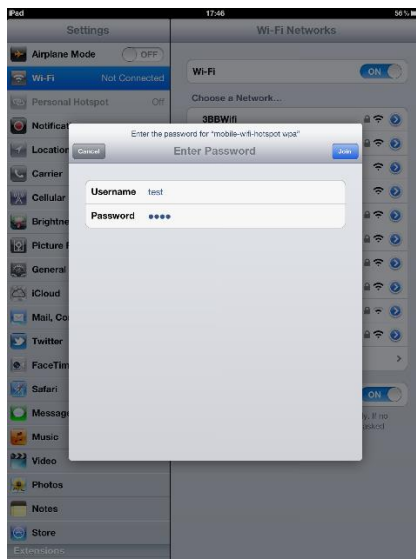 iPad 17:46 56 %
Settings
Wi-Fi Networks
Airplane Mode OFF
Wi-Fi Not Connected
Wi-Fi ON
Personal Hotspot Off
Choose a Network...
3BBWifi
Notificat
Enter the password for "mobile-wifi-hotspot wpa"
Cancel Enter Password Join
Location
Carrier
Username test
Cellular
Password ●●●●
Brightne
Picture F
General
iCloud
Mail, Co
Twitter
FaceTim
Safari
ON
Message
ly. If no
asked
Music
Video
Photos
Notes
Store
Extensions